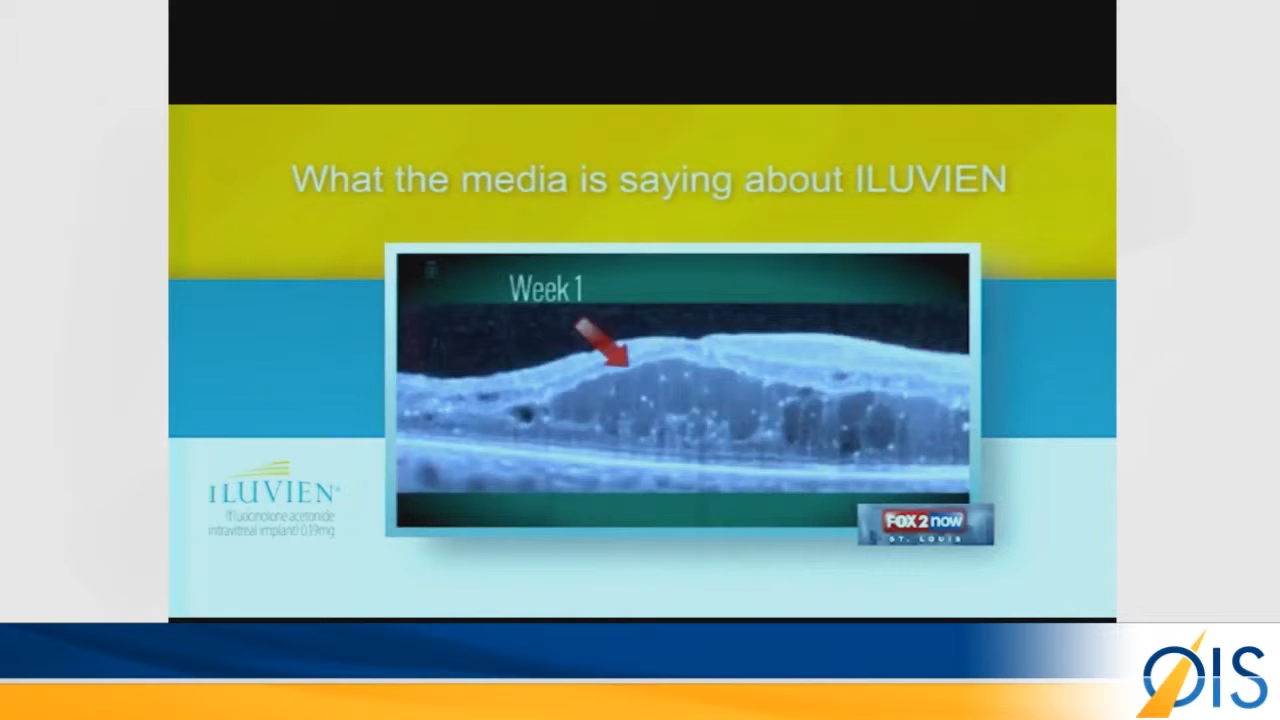 What the media is saying about ILUVIEN
Week 1
ILUVIEN®
(fluocinolone acetonide
intravitreal implant) 0.19mg
FOX 2 now
ST. LOUIS
OIS